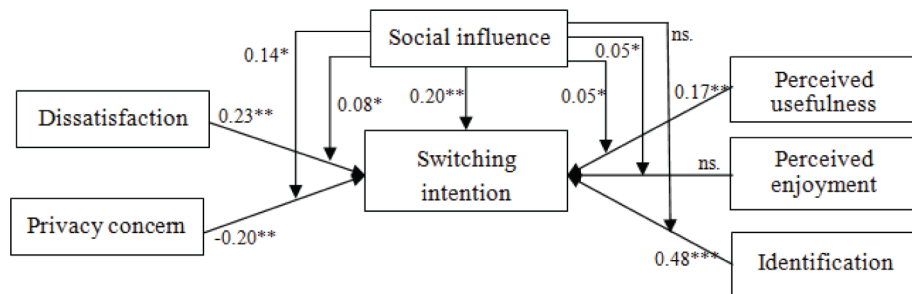 Social influence
ns.
0.14*
0.05*
0.08*
0.20**
0.05*
0.17**
Perceived
usefulness
Dissatisfaction
0.23**
Switching
intention
ns.
Perceived
enjoyment
Privacy concern
-0.20**
0.48***
Identification